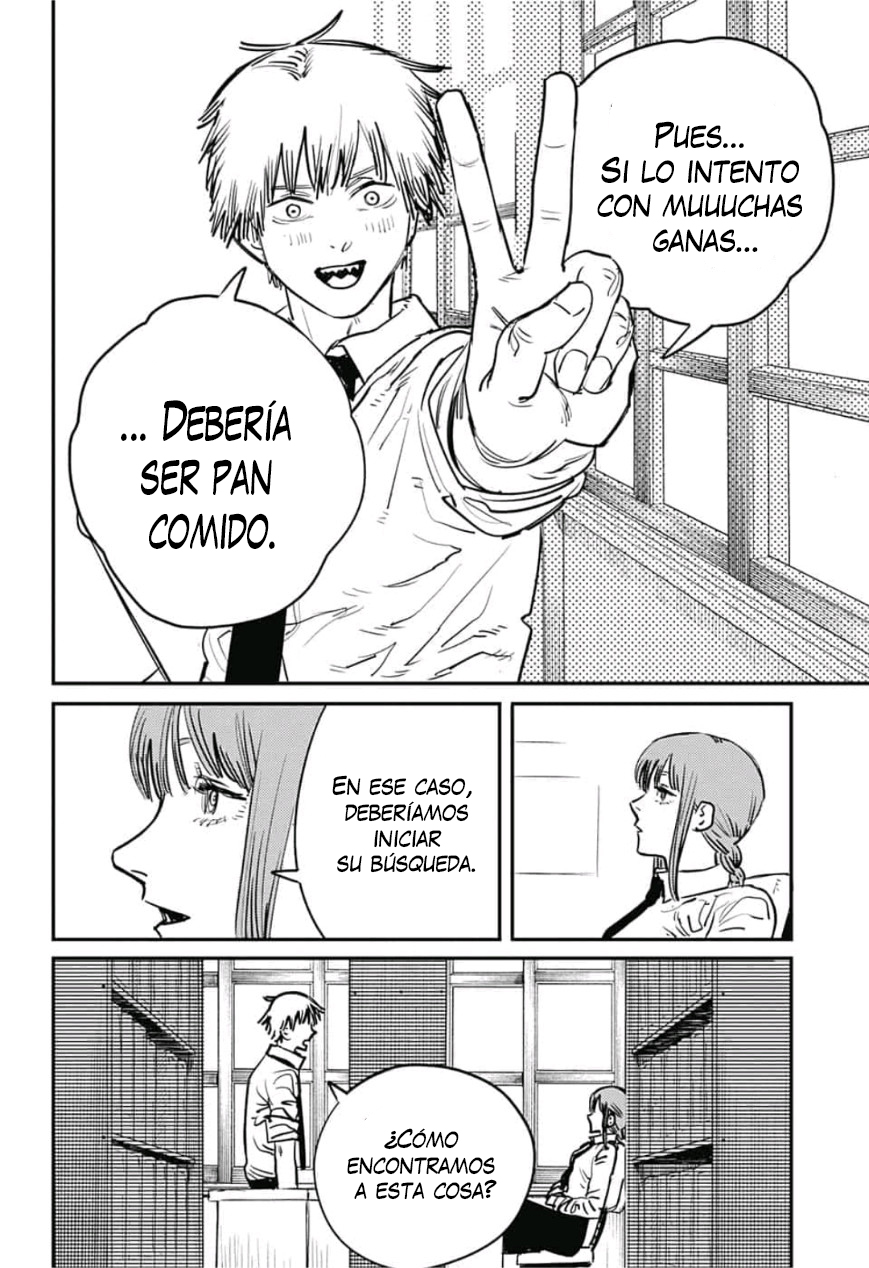 PUES...
SI LO INTENTO
CON MUUUCHAS
GANAS...
... DEBERÍA
SER PAN
COMIDO.
EN ESE CASO,
DEBERÍAMOS
INICIAR
SU BÚSQUEDA.
¿CÓMO
ENCONTRAMOS
A ESTA COSA?